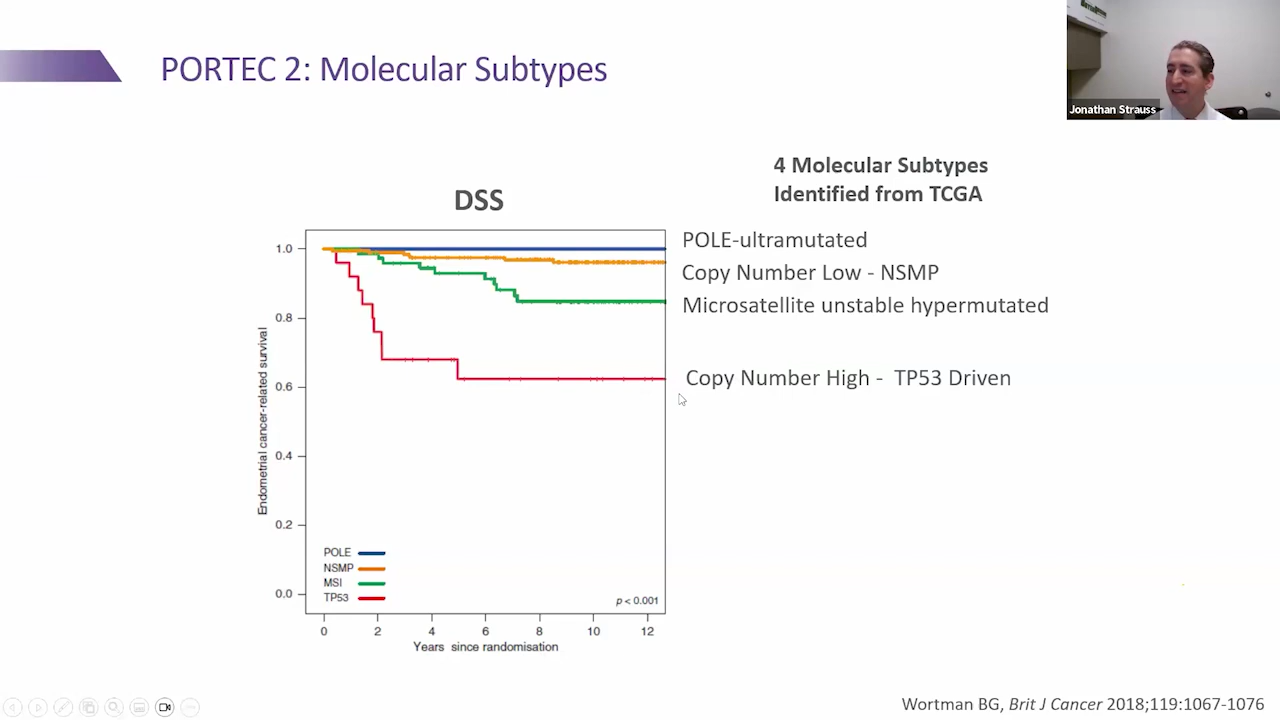 PORTEC 2: Molecular Subtypes
Jonathan Strauss
4 Molecular Subtypes
Identified from TCGA
DSS
POLE-ultramutated
Copy Number Low - NSMP
Microsatellite unstable hypermutated
Copy Number High - TP53 Driven
Endometrial cancer-related survival
1.0
0.8
0.6
0.4
0.2
0.0
POLE
NSMP
MSI
TP53
p < 0.001
0 2 4 6 8 10 12
Years since randomisation
Wortman BG, Brit J Cancer 2018;119:1067-1076